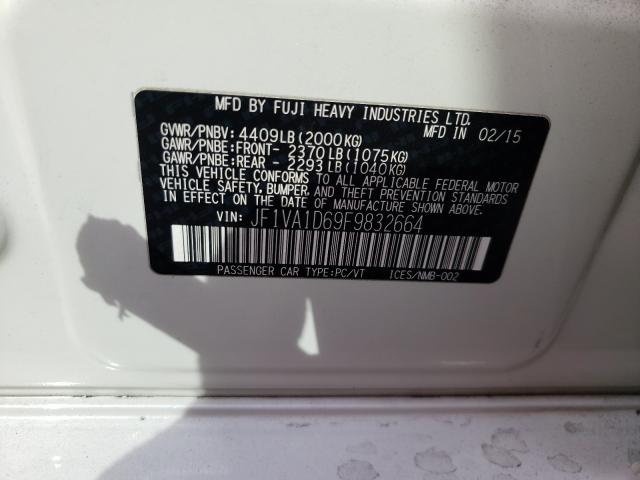 MFD BY FUJI HEAVY INDUSTRIES LTD.
GVWR/PNBV: 4409LB(2000KG) MFD IN 02/15
GAWR/PNBE:FRONT- 2370LB(1075KG)
GAWR/PNBE:REAR - 2293LB(1040KG)
THIS VEHICLE CONFORMS TO ALL APPLICABLE FEDERAL MOTOR
VEHICLE SAFETY, BUMPER, AND THEFT PREVENTION STANDARDS
IN EFFECT ON THE DATE OF MANUFACTURE SHOWN ABOVE.
VIN: JF1VA1D69F9832664
PASSENGER CAR TYPE:PC/VT ICES/NMB-002